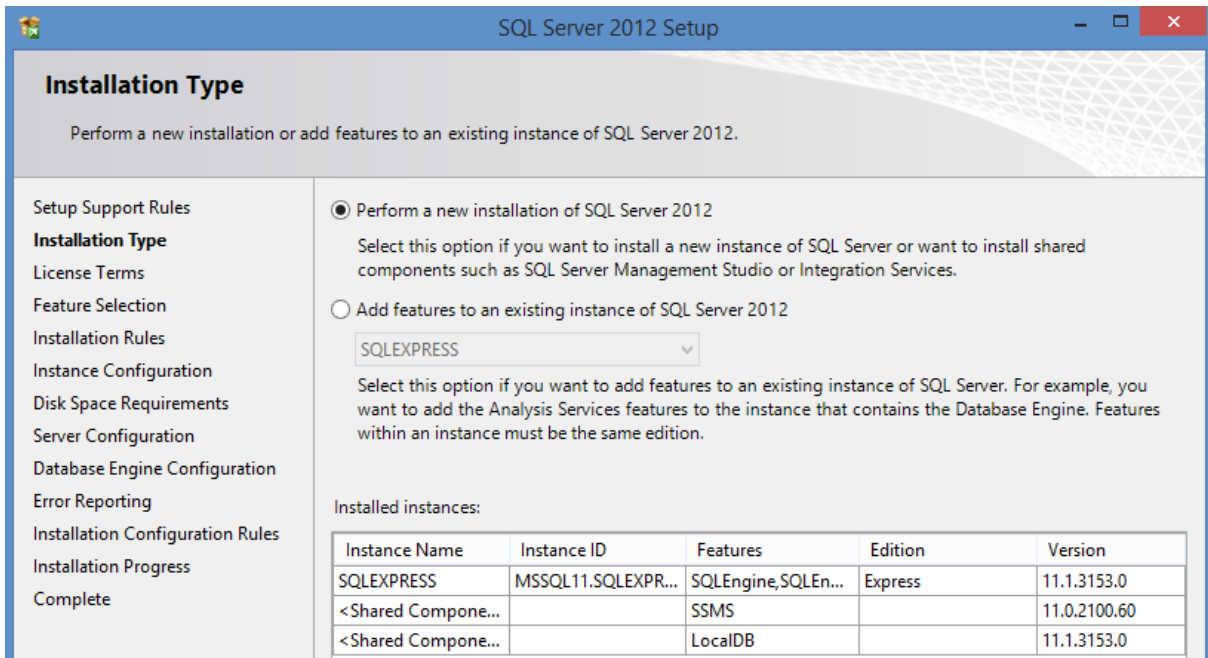 SQL Server 2012 Setup
Installation Type
Perform a new installation or add features to an existing instance of SQL Server 2012.
Setup Support Rules
Installation Type
License Terms
Feature Selection
Installation Rules
Instance Configuration
Disk Space Requirements
Server Configuration
Database Engine Configuration
Error Reporting
Installation Configuration Rules
Installation Progress
Complete
Perform a new installation of SQL Server 2012
Select this option if you want to install a new instance of SQL Server or want to install shared
components such as SQL Server Management Studio or Integration Services.
Add features to an existing instance of SQL Server 2012
SQLEXPRESS
Select this option if you want to add features to an existing instance of SQL Server. For example, you
want to add the Analysis Services features to the instance that contains the Database Engine. Features
within an instance must be the same edition.
Installed instances:
Instance Name Instance ID Features Edition Version
SQLEXPRESS MSSQL11.SQLEXPR... SQLEngine,SQLEn... Express 11.1.3153.0
<Shared Compone... SSMS 11.0.2100.60
<Shared Compone... LocalDB 11.1.3153.0